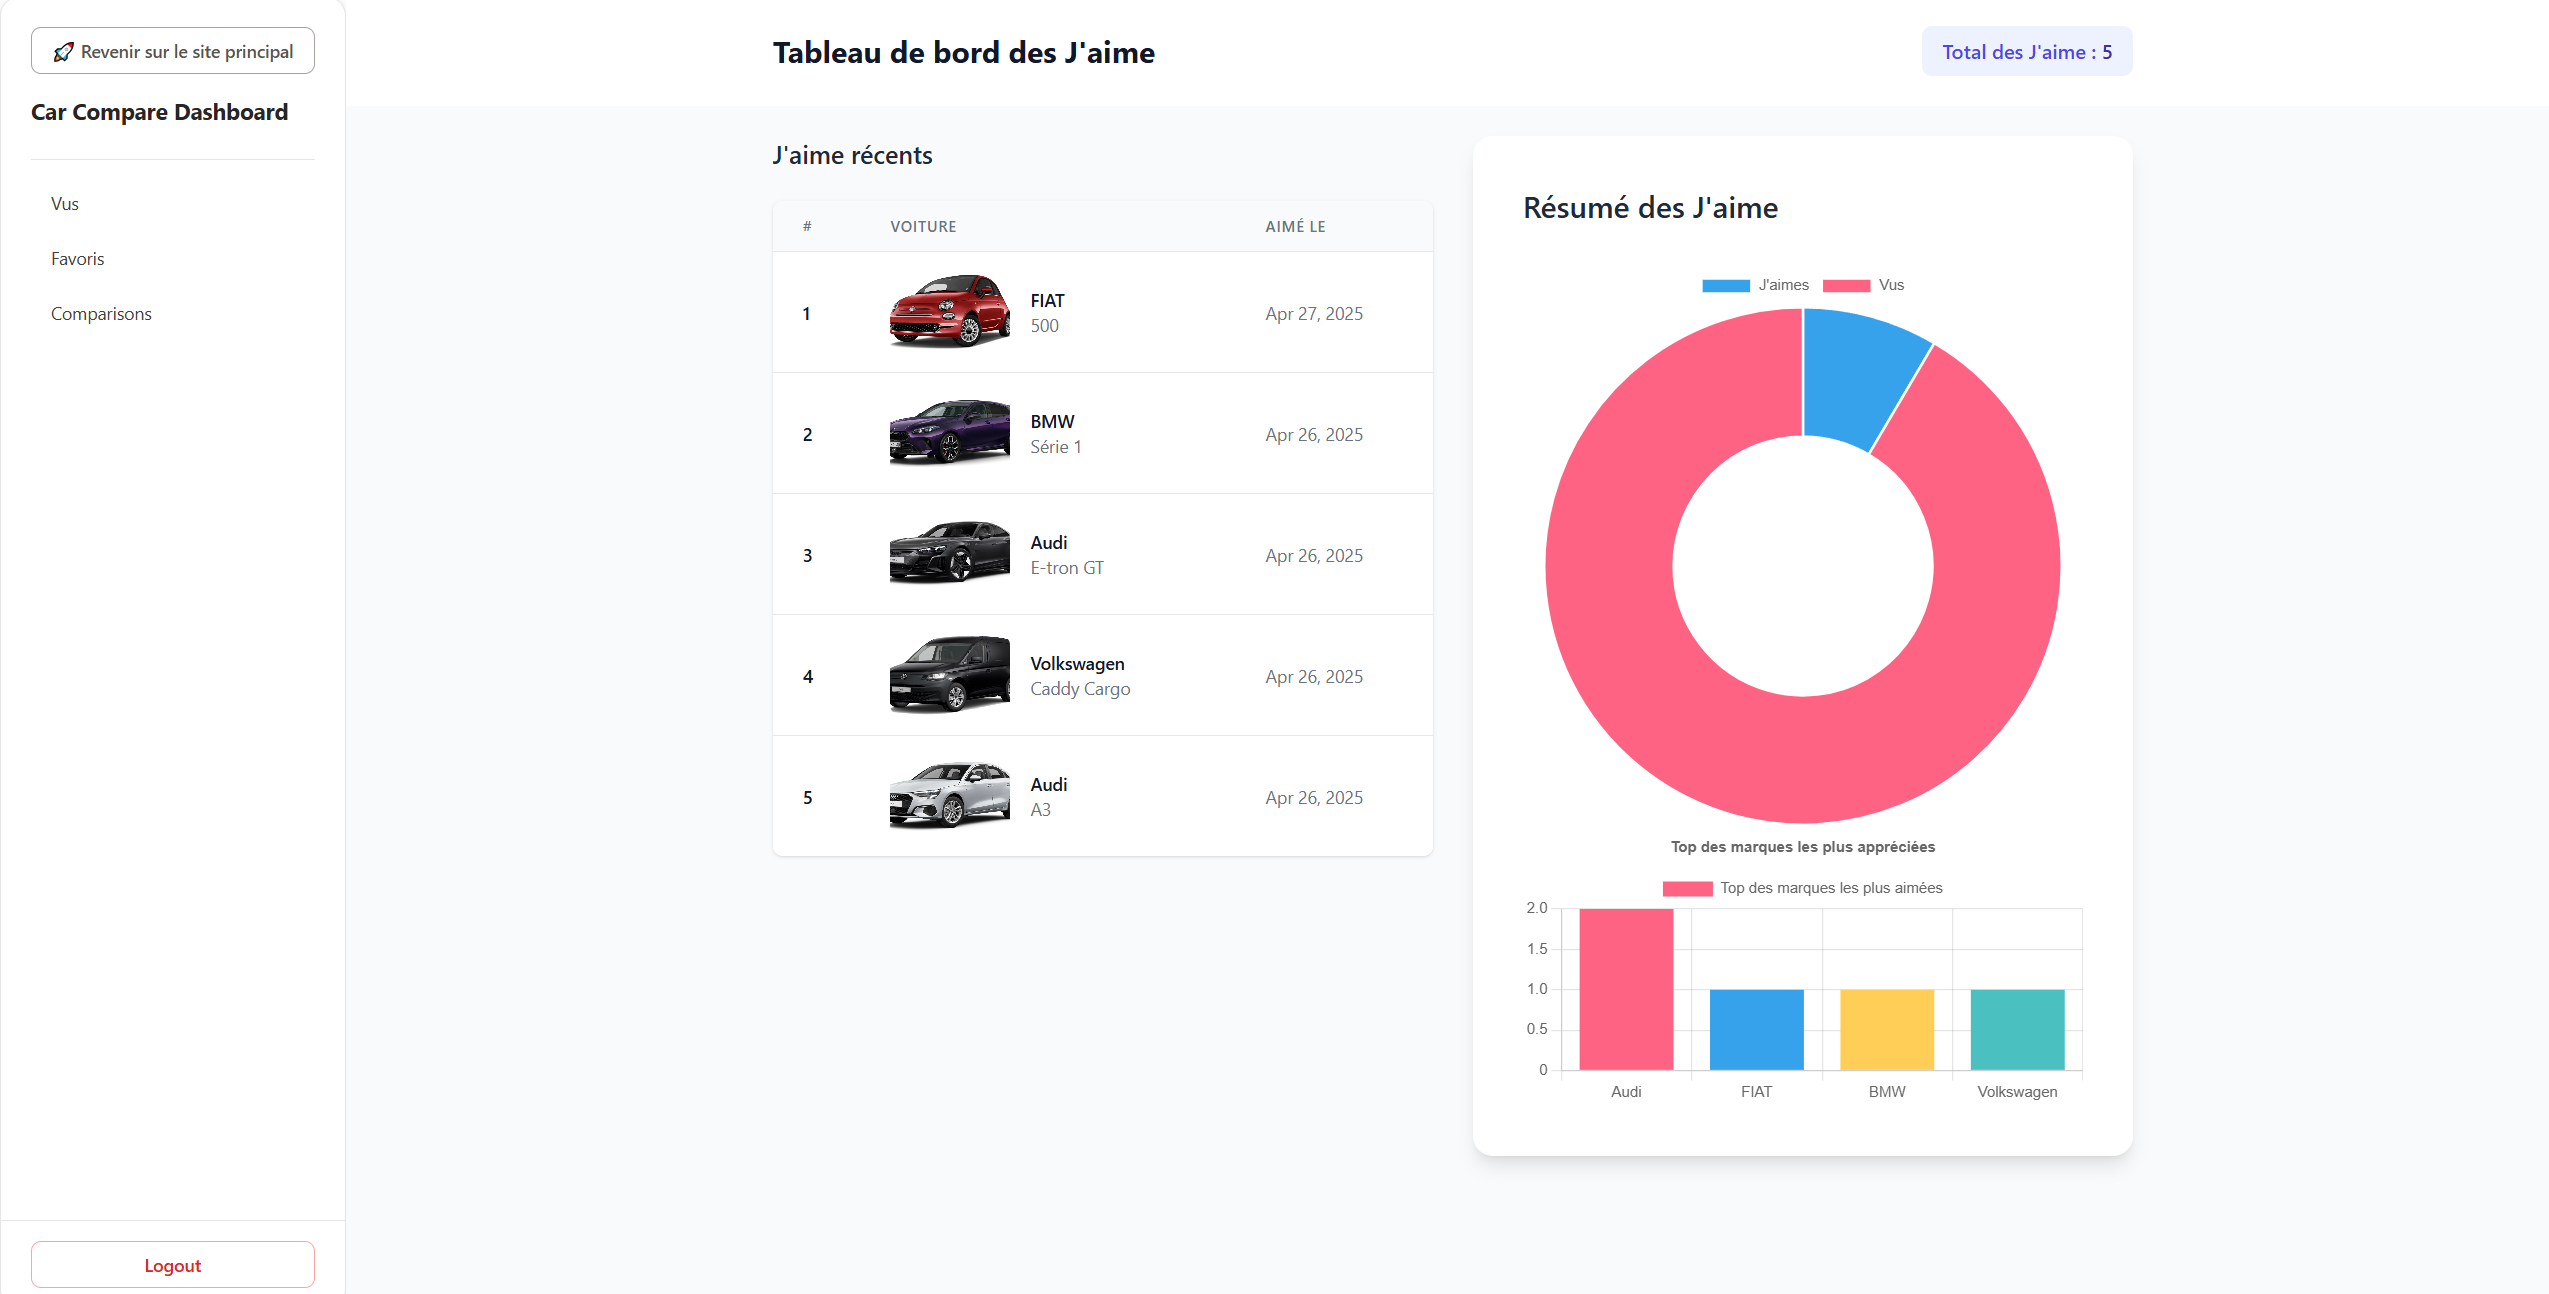 🚀 Revenir sur le site principal
Car Compare Dashboard
Vus
Favoris
Comparisons
Logout
Tableau de bord des J'aime
Total des J'aime : 5
J'aime récents
# VOITURE AIMÉ LE
1 FIAT 500 Apr 27, 2025
2 BMW Série 1 Apr 26, 2025
3 Audi E-tron GT Apr 26, 2025
4 Volkswagen Caddy Cargo Apr 26, 2025
5 Audi A3 Apr 26, 2025
Résumé des J'aime
J'aimes Vus
Top des marques les plus appréciées
Top des marques les plus aimées
2.0
1.5
1.0
0.5
0
Audi FIAT BMW Volkswagen